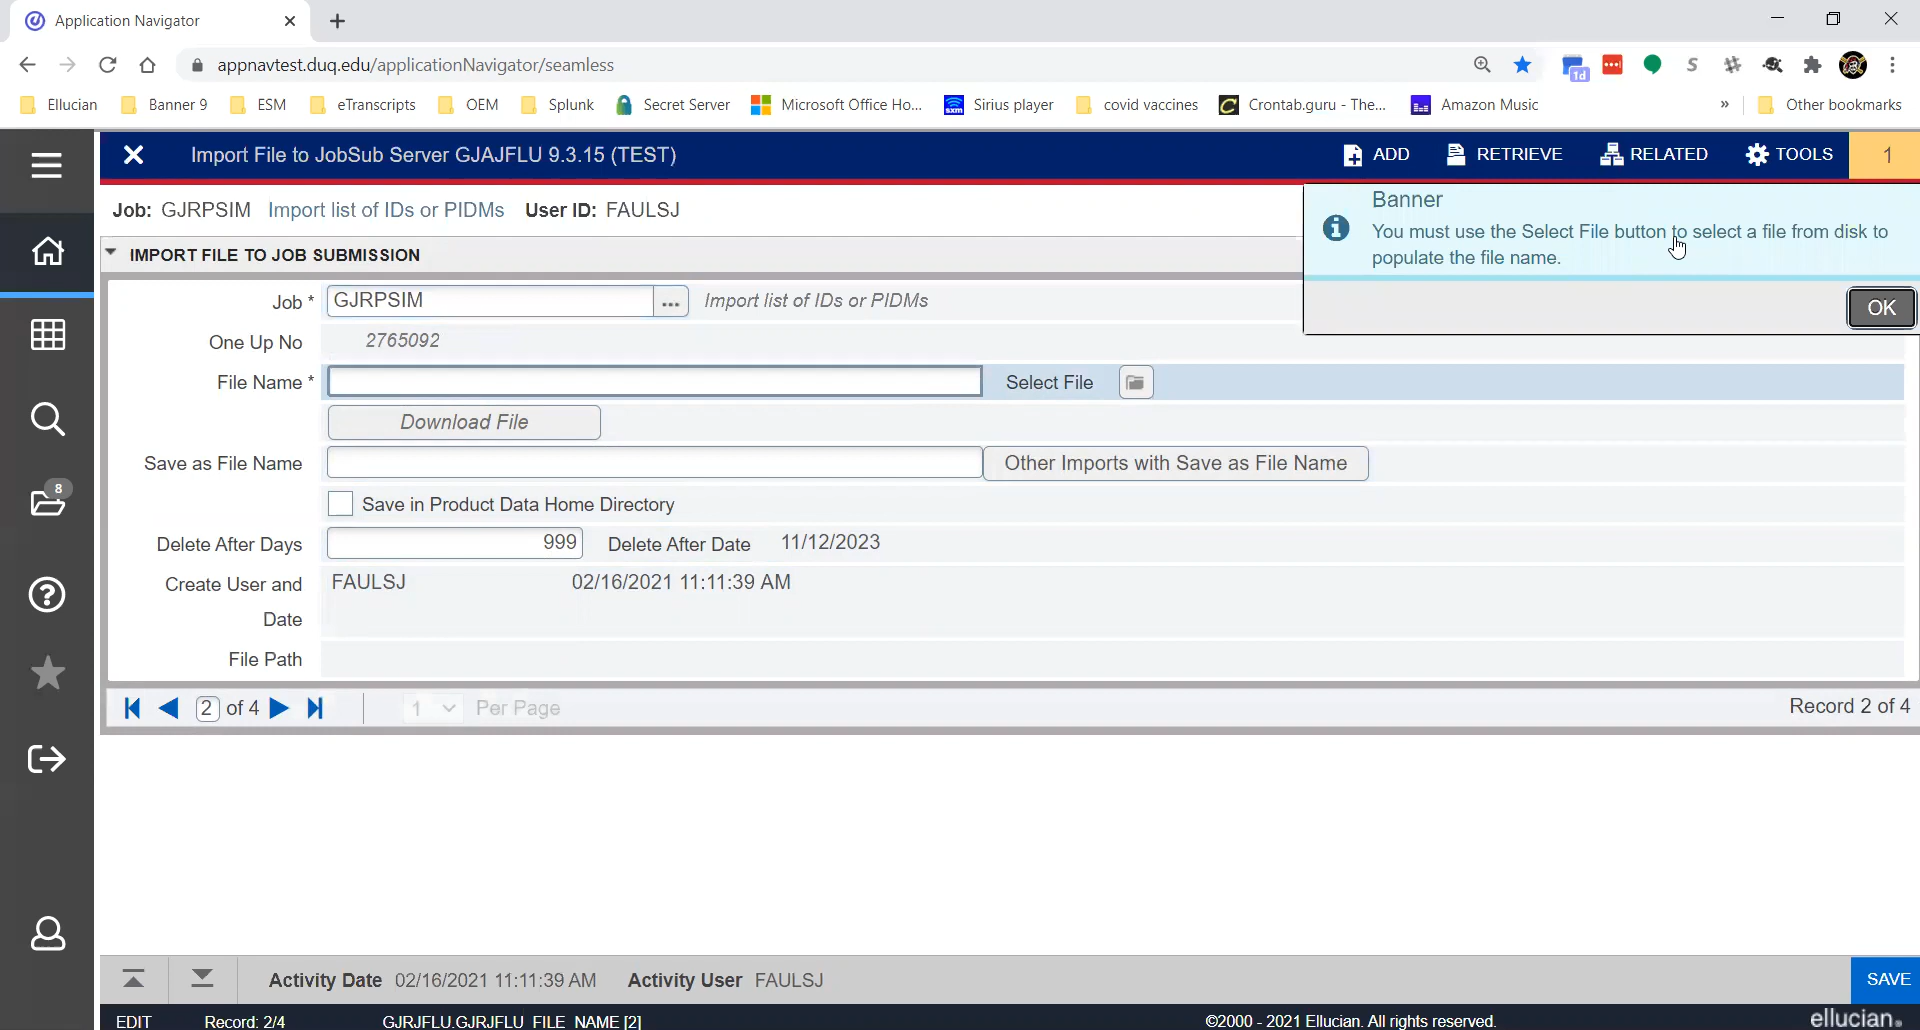 Application Navigator
appnavtest.duq.edu/applicationNavigator/seamless
1d
S
Ellucian Banner 9 ESM eTranscripts OEM Splunk Secret Server Microsoft Office Ho... Sirius player covid vaccines Crontab.guru - The... Amazon Music » Other bookmarks
Import File to JobSub Server GJAJFLU 9.3.15 (TEST) ADD RETRIEVE RELATED TOOLS 1
Job: GJRPSIM Import list of IDs or PIDMs User ID: FAULSJ
Banner
You must use the Select File button to select a file from disk to
populate the file name.
OK
IMPORT FILE TO JOB SUBMISSION
Job * GJRPSIM ... Import list of IDs or PIDMs
One Up No 2765092
File Name * Select File
Download File
Save as File Name Other Imports with Save as File Name
8
Save in Product Data Home Directory
Delete After Days 999 Delete After Date 11/12/2023
Create User and FAULSJ 02/16/2021 11:11:39 AM
Date
File Path
2 of 4 1 Per Page Record 2 of 4
Activity Date 02/16/2021 11:11:39 AM Activity User FAULSJ SAVE
EDIT Record: 2/4 GJRJFLU.GJRJFLU_FILE_NAME [2] ©2000 - 2021 Ellucian. All rights reserved. ellucian.